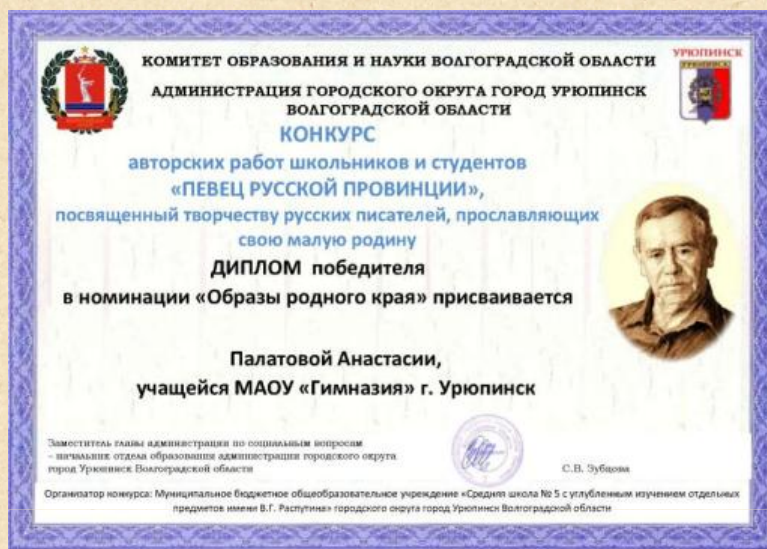 КОМИТЕТ ОБРАЗОВАНИЯ И НАУКИ ВОЛГОГРАДСКОЙ ОБЛАСТИ
УРЮПИНСК
УРЮПИНСК
АДМИНИСТРАЦИЯ ГОРОДСКОГО ОКРУГА ГОРОД УРЮПИНСК
ВОЛГОГРАДСКОЙ ОБЛАСТИ
КОНКУРС
авторских работ школьников и студентов
«ПЕВЕЦ РУССКОЙ ПРОВИНЦИИ»,
посвященный творчеству русских писателей, прославляющих
свою малую родину
ДИПЛОМ победителя
в номинации «Образы родного края» присваивается
Палатовой Анастасии,
учащейся МАОУ «Гимназия» г. Урюпинск
Заместитель главы администрации по социальным вопросам
– начальник отдела образования администрации городского округа
город Урюпинск Волгоградской области
С.В. Зубцова
Организатор конкурса: Муниципальное бюджетное общеобразовательное учреждение «Средняя школа № 5 с углубленным изучением отдельных
предметов имени В.Г. Распутина» городского округа город Урюпинск Волгоградской области